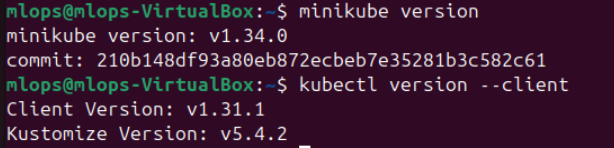 mlops@mlops-VirtualBox:~$ minikube version
minikube version: v1.34.0
commit: 210b148df93a80eb872ecbeb7e35281b3c582c61
mlops@mlops-VirtualBox:~$ kubectl version --client
Client Version: v1.31.1
Kustomize Version: v5.4.2